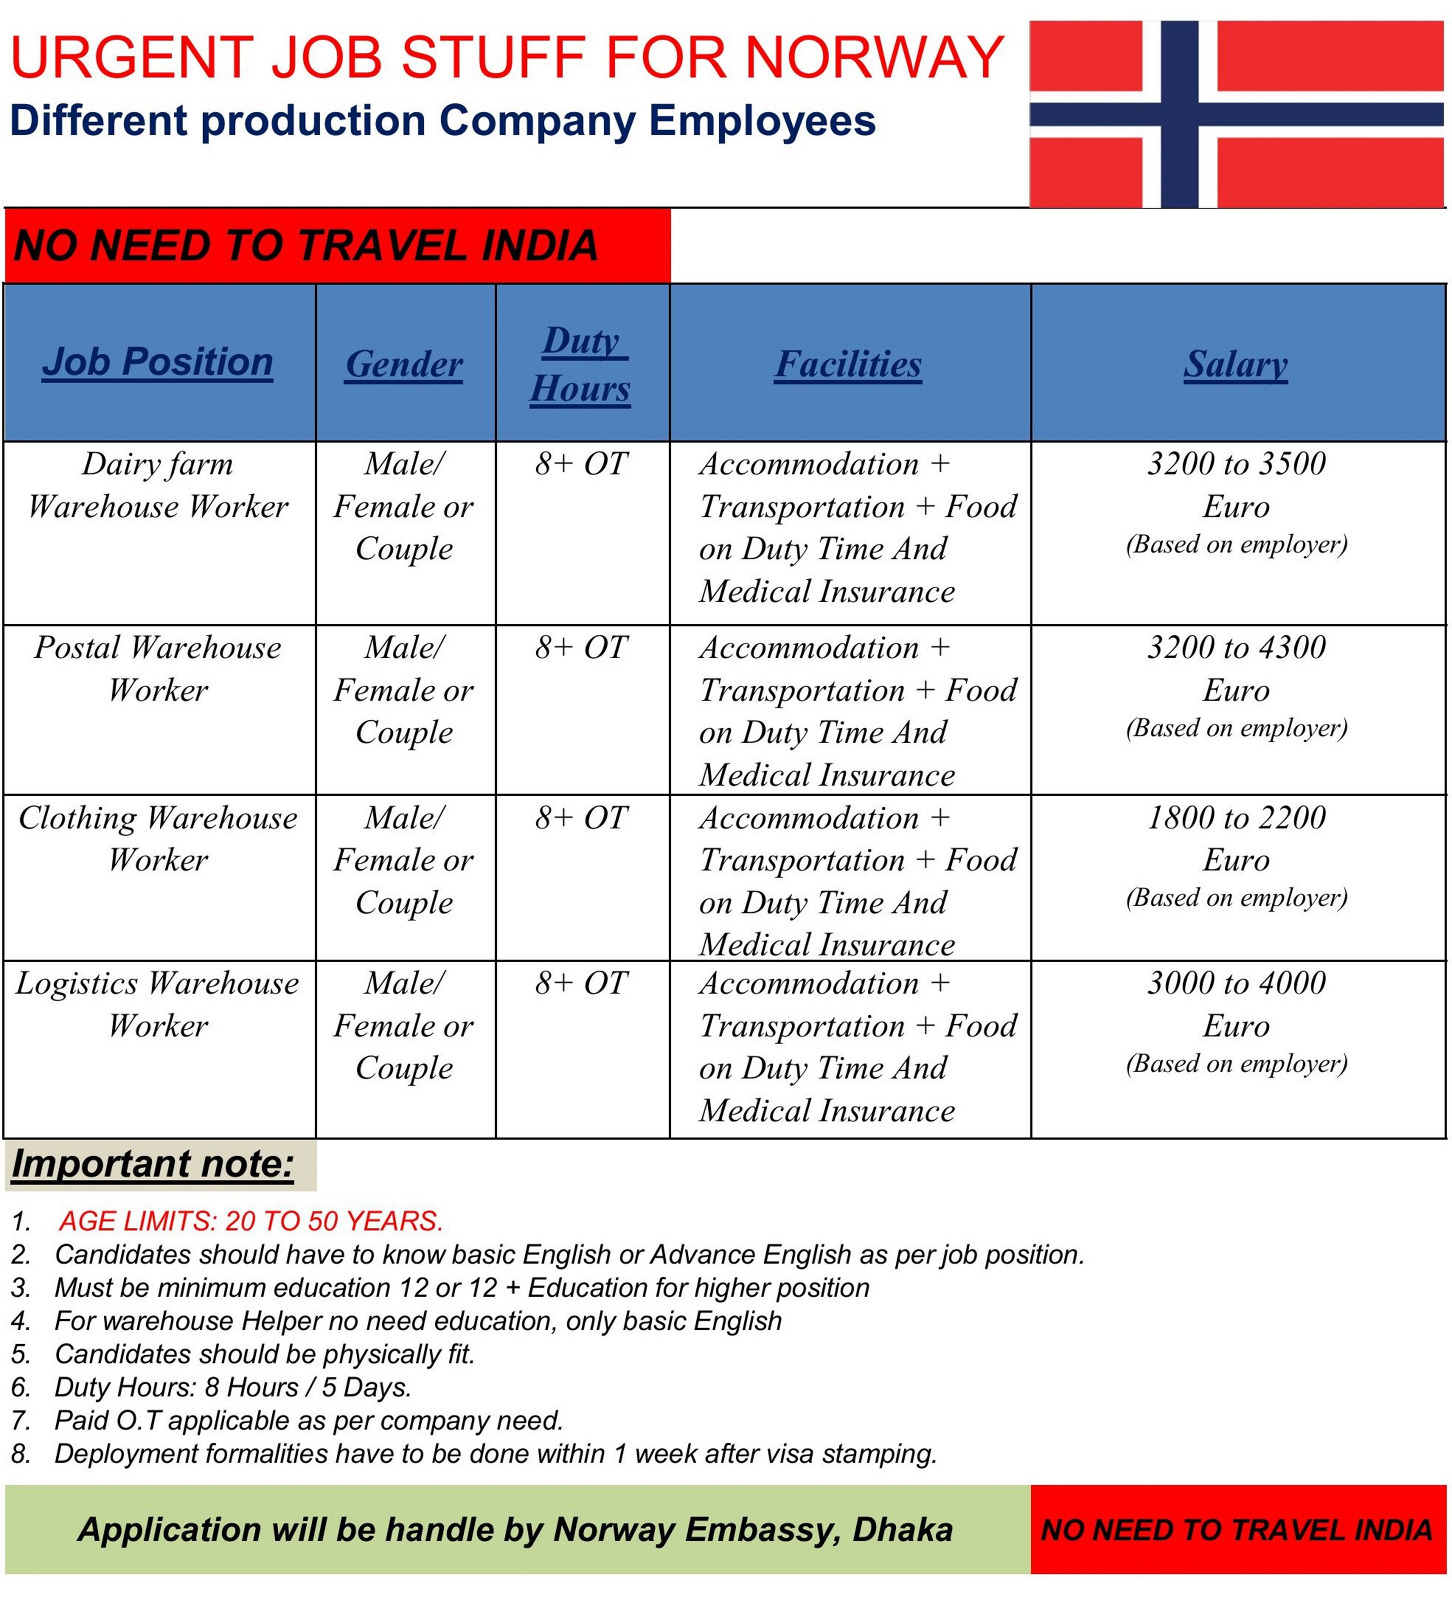 URGENT JOB STUFF FOR NORWAY
Different production Company Employees
NO NEED TO TRAVEL INDIA
Job Position
Gender
Duty
Hours
Facilities
Salary
Dairy farm
Warehouse Worker
Male/
Female or
Couple
8+ OT
Accommodation +
Transportation + Food
on Duty Time And
Medical Insurance
3200 to 3500
Euro
(Based on employer)
Postal Warehouse
Worker
Male/
Female or
Couple
8+ OT
Accommodation +
Transportation + Food
on Duty Time And
Medical Insurance
3200 to 4300
Euro
(Based on employer)
Clothing Warehouse
Worker
Male/
Female or
Couple
8+ OT
Accommodation +
Transportation + Food
on Duty Time And
Medical Insurance
1800 to 2200
Euro
(Based on employer)
Logistics Warehouse
Worker
Male/
Female or
Couple
8+ OT
Accommodation +
Transportation + Food
on Duty Time And
Medical Insurance
3000 to 4000
Euro
(Based on employer)
Important note:
1. AGE LIMITS: 20 TO 50 YEARS.
2. Candidates should have to know basic English or Advance English as per job position.
3. Must be minimum education 12 or 12 + Education for higher position
4. For warehouse Helper no need education, only basic English
5. Candidates should be physically fit.
6. Duty Hours: 8 Hours / 5 Days.
7. Paid O.T applicable as per company need.
8. Deployment formalities have to be done within 1 week after visa stamping.
Application will be handle by Norway Embassy, Dhaka
NO NEED TO TRAVEL INDIA